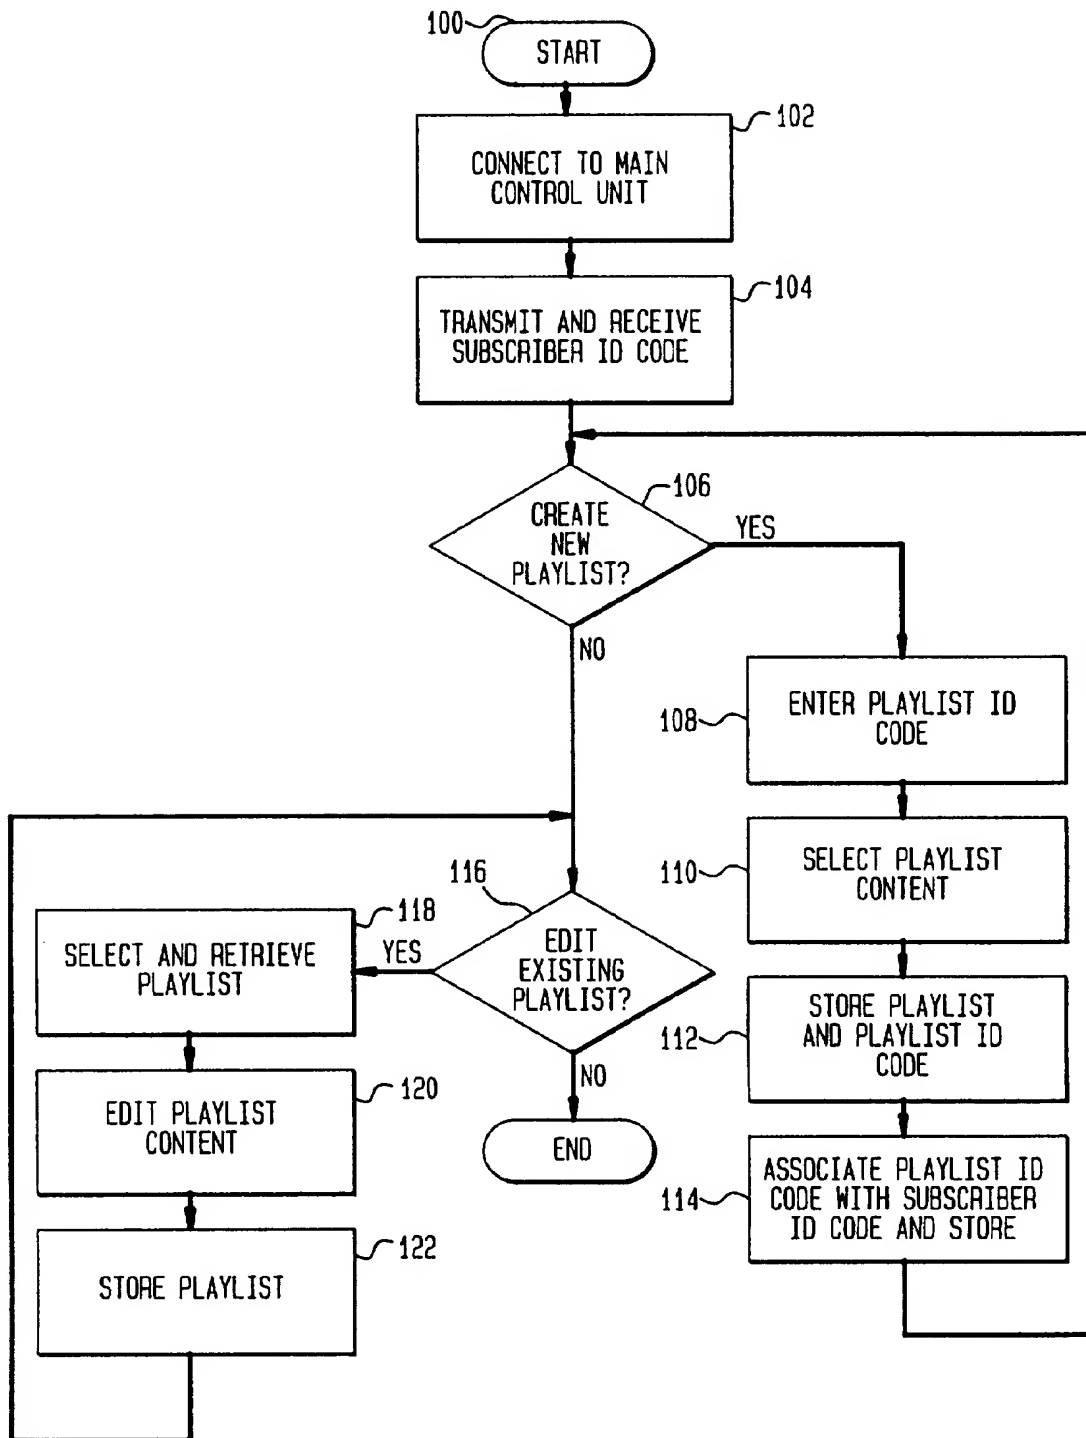 100
START
102
CONNECT TO MAIN
CONTROL UNIT
104
TRANSMIT AND RECEIVE
SUBSCRIBER ID CODE
106
CREATE
NEW
PLAYLIST?
YES
NO
108
ENTER PLAYLIST ID
CODE
110
SELECT PLAYLIST
CONTENT
112
STORE PLAYLIST
AND PLAYLIST ID
CODE
114
ASSOCIATE PLAYLIST ID
CODE WITH SUBSCRIBER
ID CODE AND STORE
116
EDIT
EXISTING
PLAYLIST?
YES
NO
END
118
SELECT AND RETRIEVE
PLAYLIST
120
EDIT PLAYLIST
CONTENT
122
STORE PLAYLIST